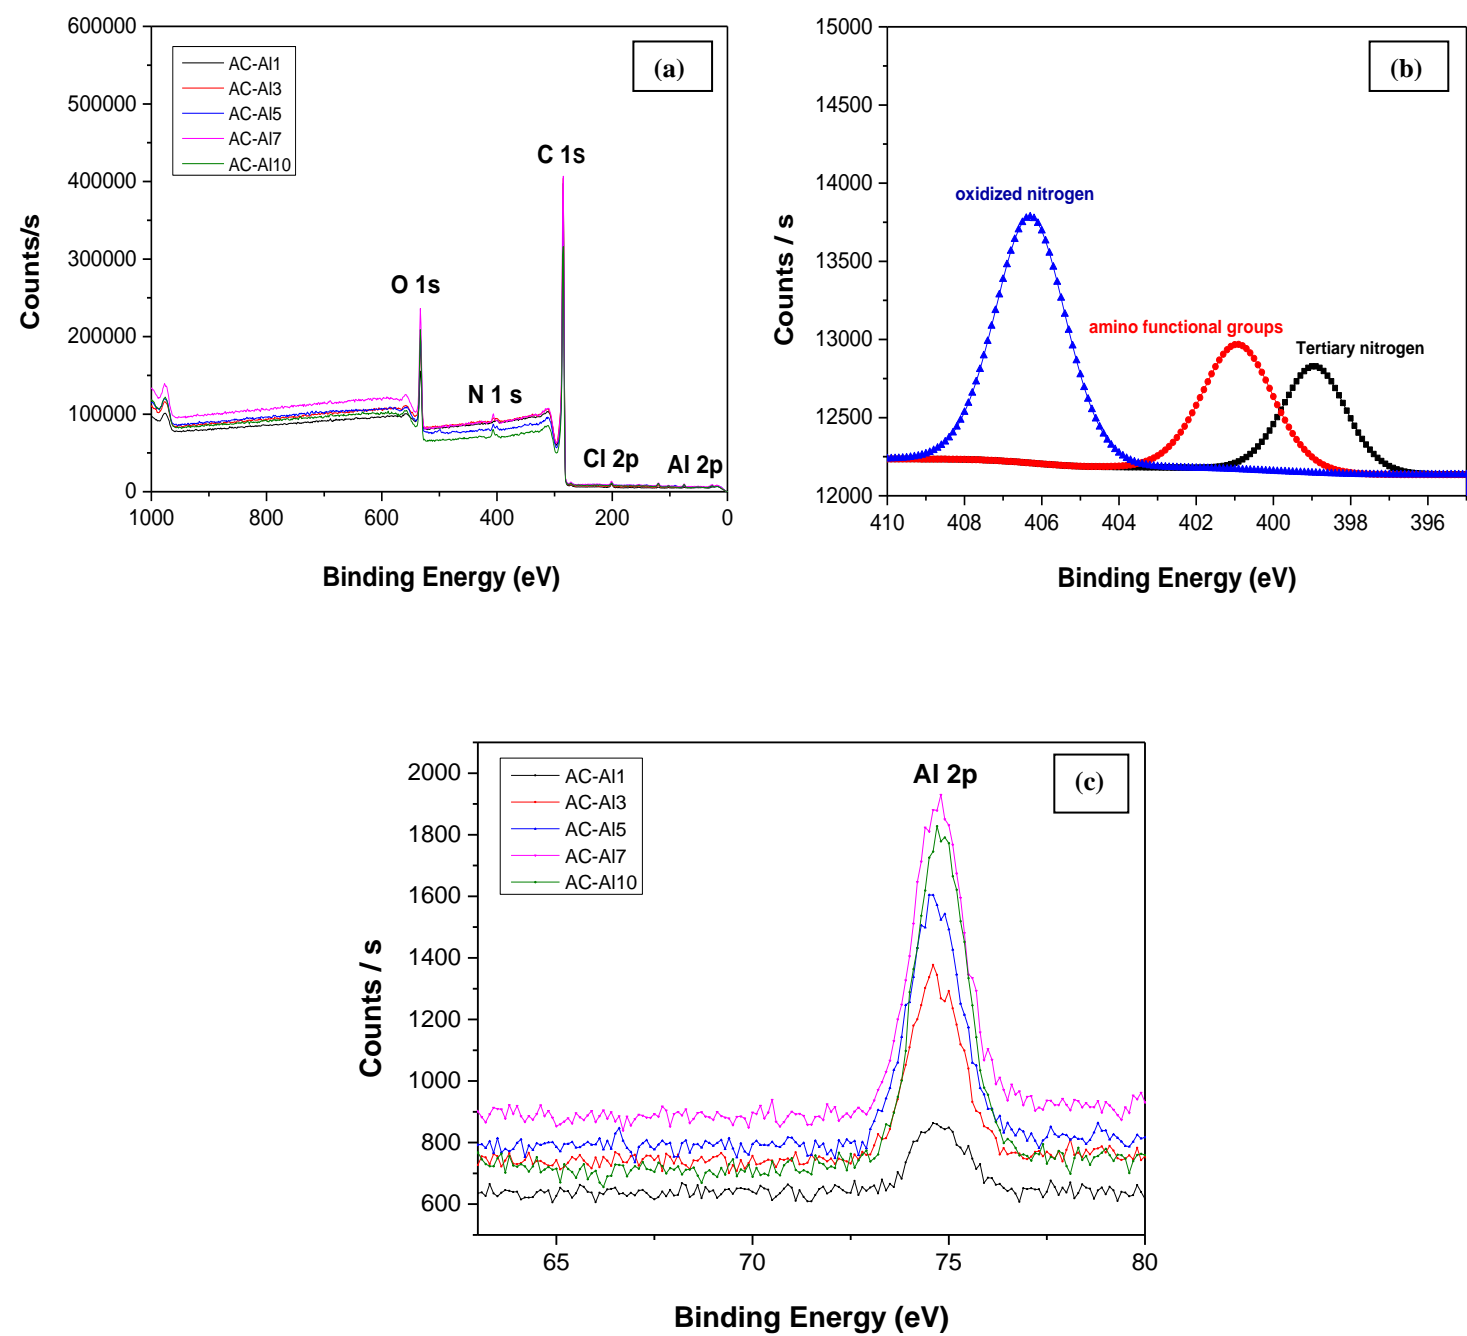 600000
500000
400000
300000
200000
100000
0
1000 800 600 400 200 0
Counts/s
Binding Energy (eV)
AC-Al1
AC-Al3
AC-Al5
AC-Al7
AC-Al10
(a)
C 1s
O 1s
N 1 s
Cl 2p
Al 2p
15000
14500
14000
13500
13000
12500
12000
410 408 406 404 402 400 398 396
Counts / s
Binding Energy (eV)
(b)
oxidized nitrogen
amino functional groups
Tertiary nitrogen
2000
1800
1600
1400
1200
1000
800
600
65 70 75 80
Counts / s
Binding Energy (eV)
AC-Al1
AC-Al3
AC-Al5
AC-Al7
AC-Al10
Al 2p
(c)